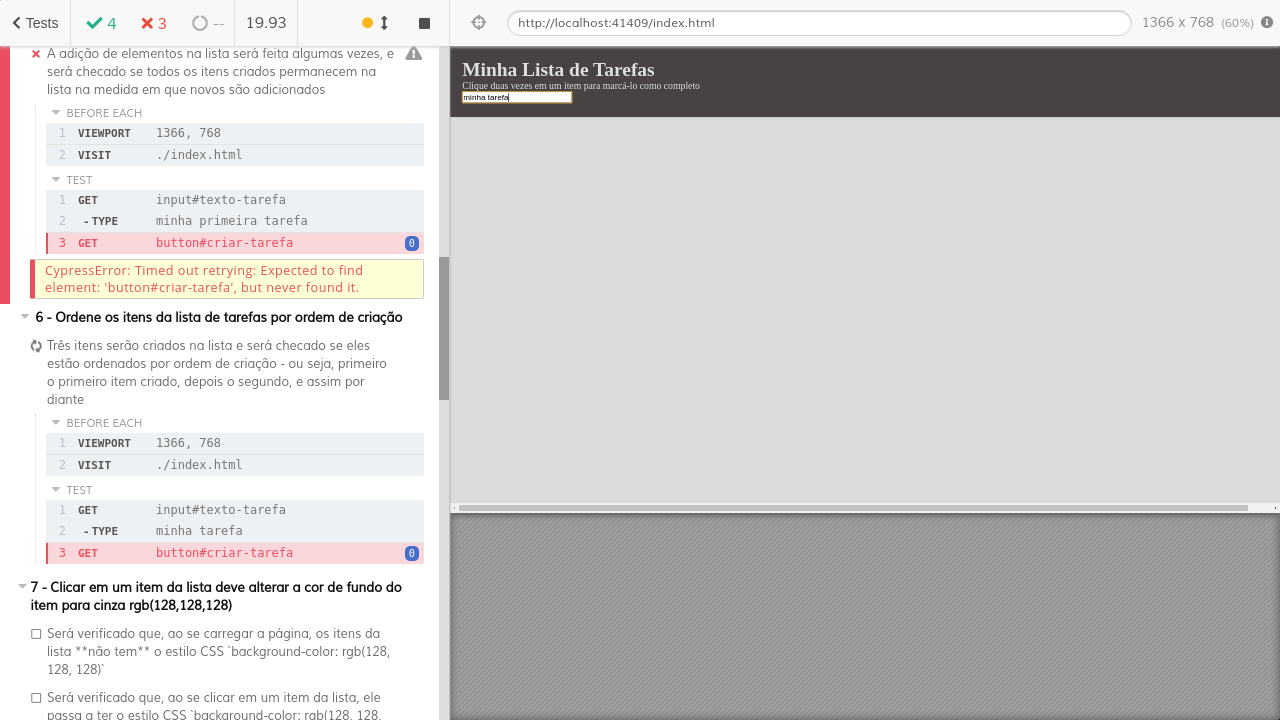 Tests 4 3 -- 19.93
A adição de elementos na lista será feita algumas vezes, e
será checado se todos os itens criados permanecem na
lista na medida em que novos são adicionados
BEFORE EACH
1 VIEWPORT 1366, 768
2 VISIT ./index.html
TEST
1 GET input#texto-tarefa
2 -TYPE minha primeira tarefa
3 GET button#criar-tarefa 0
CypressError: Timed out retrying: Expected to find
element: 'button#criar-tarefa', but never found it.
6 - Ordene os itens da lista de tarefas por ordem de criação
Três itens serão criados na lista e será checado se eles
estão ordenados por ordem de criação - ou seja, primeiro
o primeiro item criado, depois o segundo, e assim por
diante
BEFORE EACH
1 VIEWPORT 1366, 768
2 VISIT ./index.html
TEST
1 GET input#texto-tarefa
2 -TYPE minha tarefa
3 GET button#criar-tarefa 0
7 - Clicar em um item da lista deve alterar a cor de fundo do
item para cinza rgb(128,128,128)
Será verificado que, ao se carregar a página, os itens da
lista **não tem** o estilo CSS `background-color: rgb(128,
128, 128)`
Será verificado que, ao se clicar em um item da lista, ele
passa a ter o estilo CSS `background-color: rgb(128, 128,
http://localhost:41409/index.html 1366 x 768 (60%)
Minha Lista de Tarefas
Clique duas vezes em um item para marcá-lo como completo
minha tarefa